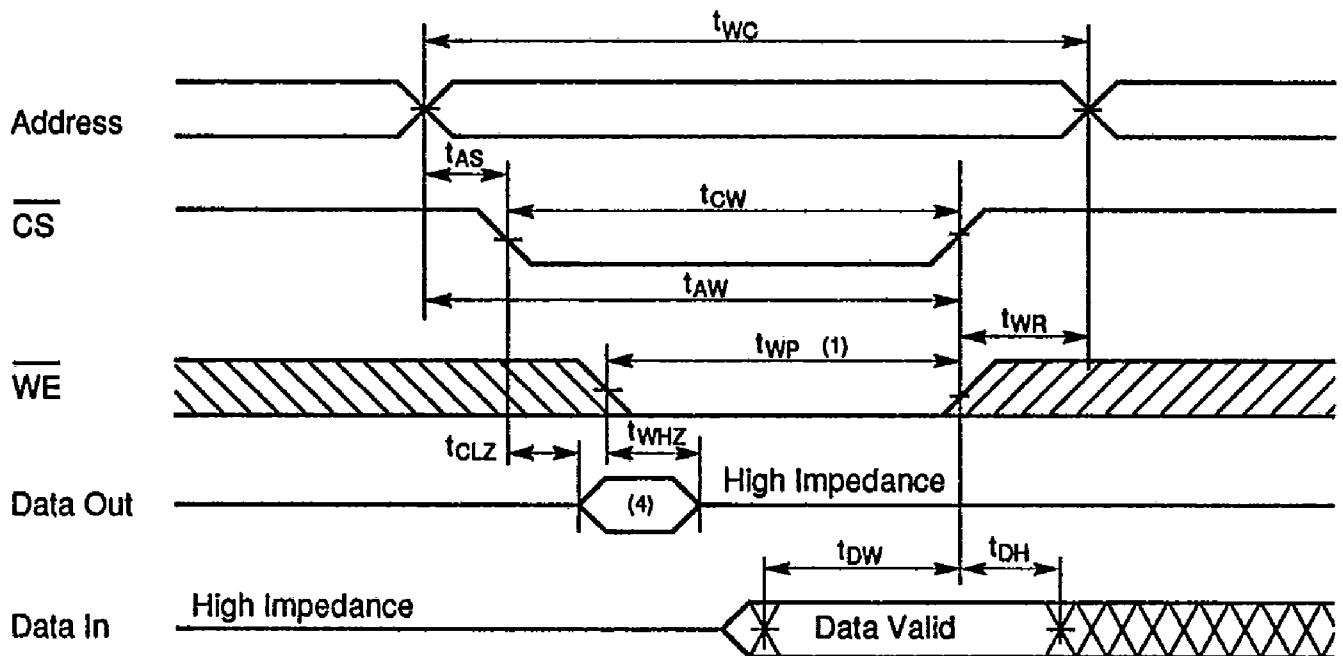 tWC
Address
tAS
tCW
CS
tAW
tWR
tWP (1)
WE
tCLZ
tWHZ
High Impedance
Data Out
(4)
tDW
tDH
High Impedance
Data In
Data Valid